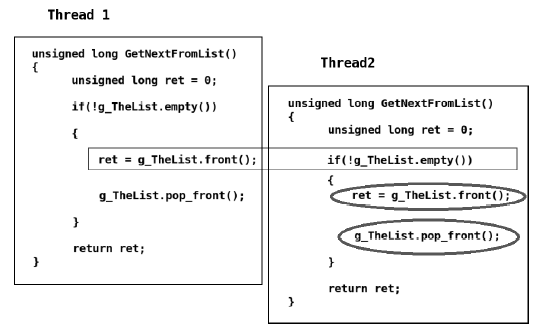 Thread 1
unsigned long GetNextFromList()
{
unsigned long ret = 0;
if(!g_TheList.empty())
{
ret = g_TheList.front();
g_TheList.pop_front();
}
return ret;
}
Thread2
unsigned long GetNextFromList()
{
unsigned long ret = 0;
if(!g_TheList.empty())
{
ret = g_TheList.front();
g_TheList.pop_front();
}
return ret;
}